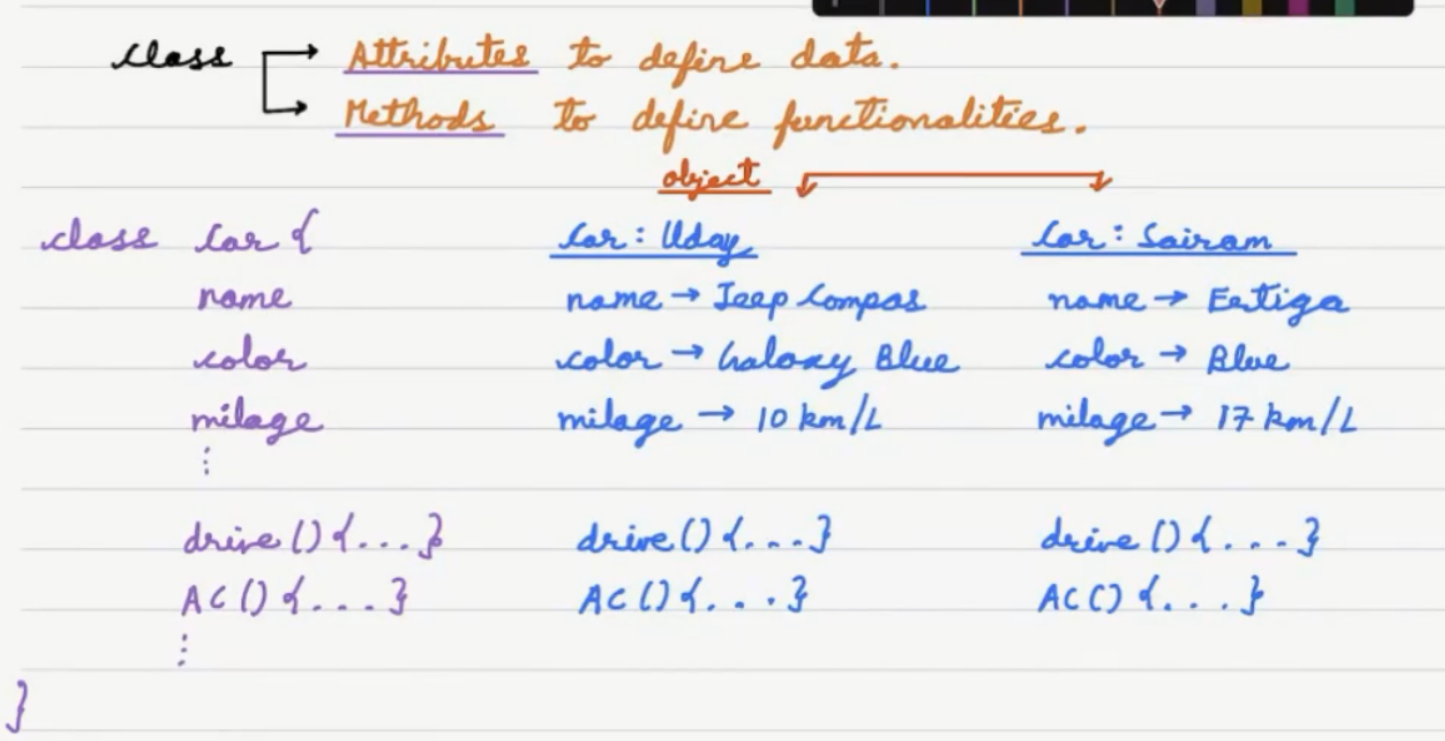 class → Attributes to define data.
→ Methods to define functionalities.
object
class Car { Car : Uday Car : Sairam
name name → Jeep Compas name → Ertiga
color color → Galaxy Blue color → Blue
milage milage → 10 km/L milage → 17 km/L
⋮
drive () {...} drive () {...} drive () {...}
AC () {...} AC () {...} AC () {...}
⋮
}